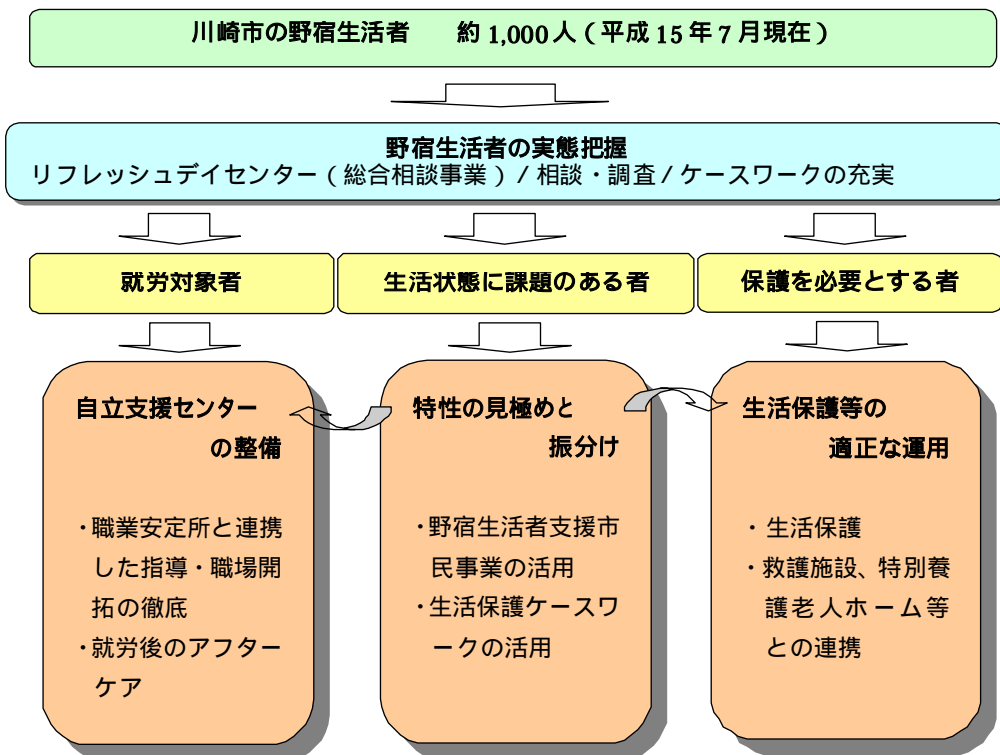 川崎市の野宿生活者　　約 1,000 人（平成 15 年 7 月現在）
野宿生活者の実態把握
リフレッシュデイセンター（総合相談事業）/ 相談・調査 / ケースワークの充実
就労対象者
生活状態に課題のある者
保護を必要とする者
自立支援センター
の整備
・職業安定所と連携
した指導・職場開
拓の徹底
・就労後のアフター
ケア
特性の見極めと
振分け
・野宿生活者支援市
民事業の活用
・生活保護ケースワ
ークの活用
生活保護等の
適正な運用
・ 生活保護
・救護施設、特別養
護老人ホーム等
との連携